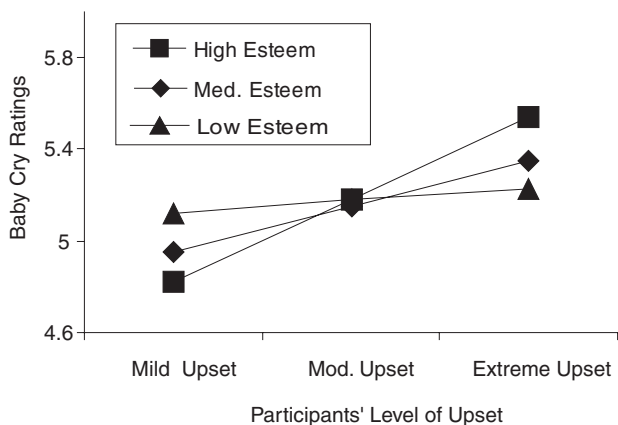 5.8
5.4
5
4.6
Baby Cry Ratings
High Esteem
Med. Esteem
Low Esteem
Mild Upset
Mod. Upset
Extreme Upset
Participants' Level of Upset